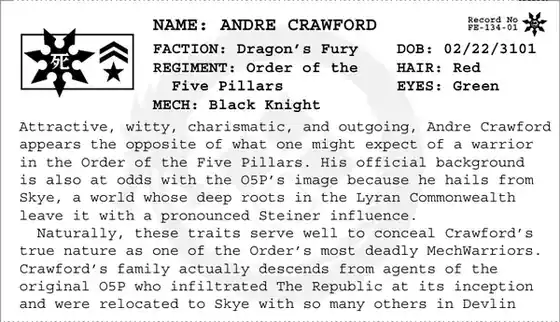 NAME: ANDRE CRAWFORD
Record No
FE-134-01
FACTION: Dragon's Fury
DOB: 02/22/3101
REGIMENT: Order of the
HAIR: Red
Five Pillars
EYES: Green
MECH: Black Knight
死
Attractive, witty, charismatic, and outgoing, Andre Crawford
appears the opposite of what one might expect of a warrior
in the Order of the Five Pillars. His official background
is also at odds with the O5P's image because he hails from
Skye, a world whose deep roots in the Lyran Commonwealth
leave it with a pronounced Steiner influence.
Naturally, these traits serve well to conceal Crawford's
true nature as one of the Order's most deadly MechWarriors.
Crawford's family actually descends from agents of the
original O5P who infiltrated The Republic at its inception
and were relocated to Skye with so many others in Devlin